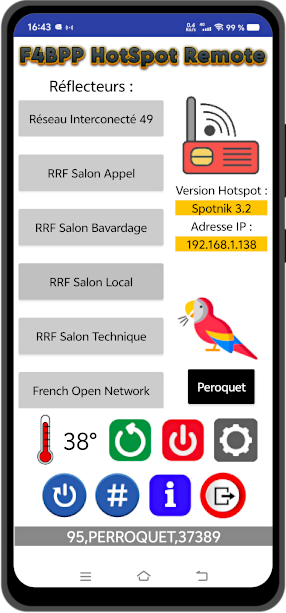 16:43
0.4 KB/s 4G 99 %
F4BPP HotSpot Remote
Réflecteurs :
Réseau Interconecté 49
RRF Salon Appel
RRF Salon Bavardage
RRF Salon Local
RRF Salon Technique
French Open Network
Version Hotspot :
Spotnik 3.2
Adresse IP :
192.168.1.138
Peroquet
38°
#
i
95,PERROQUET,37389